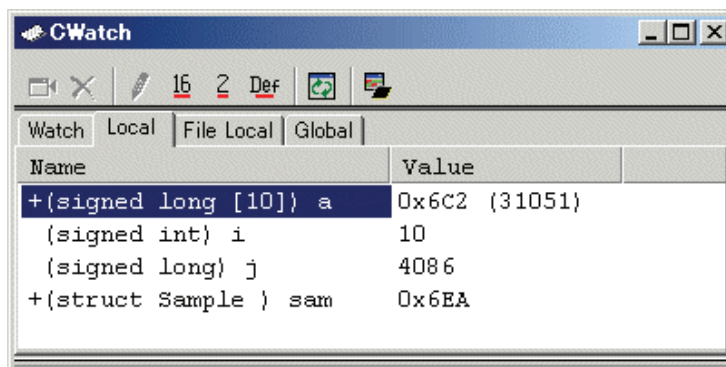 CWatch
16 2 Def
Watch Local File Local Global
Name Value
+(signed long [10]) a 0x6C2 (31051)
(signed int) i 10
(signed long) j 4086
+(struct Sample ) sam 0x6EA